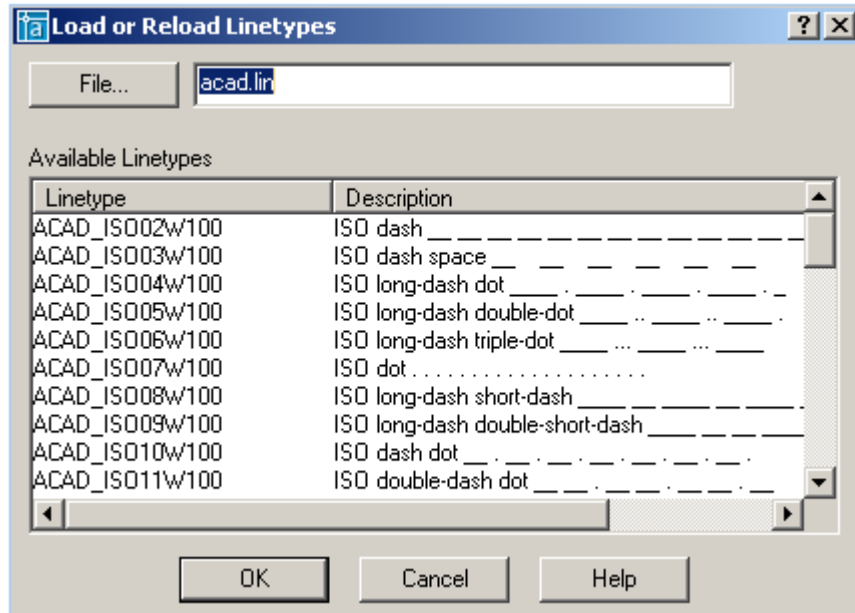 Load or Reload Linetypes
File... acad.lin
Available Linetypes
Linetype Description
ACAD_ISO02W100 ISO dash __ __ __ __ __ __ __ __ __ __ __ __ __
ACAD_ISO03W100 ISO dash space __    __    __    __    __    __
ACAD_ISO04W100 ISO long-dash dot ____ . ____ . ____ . ____ . _
ACAD_ISO05W100 ISO long-dash double-dot ____ .. ____ .. ____ .
ACAD_ISO06W100 ISO long-dash triple-dot ____ ... ____ ... ____
ACAD_ISO07W100 ISO dot . . . . . . . . . . . . . . . . . . . .
ACAD_ISO08W100 ISO long-dash short-dash ____ __ ____ __ ____ _
ACAD_ISO09W100 ISO long-dash double-short-dash ____ __ __ ____
ACAD_ISO10W100 ISO dash dot __ . __ . __ . __ . __ . __ .
ACAD_ISO11W100 ISO double-dash dot __ __ . __ __ . __ __ . __
OK Cancel Help